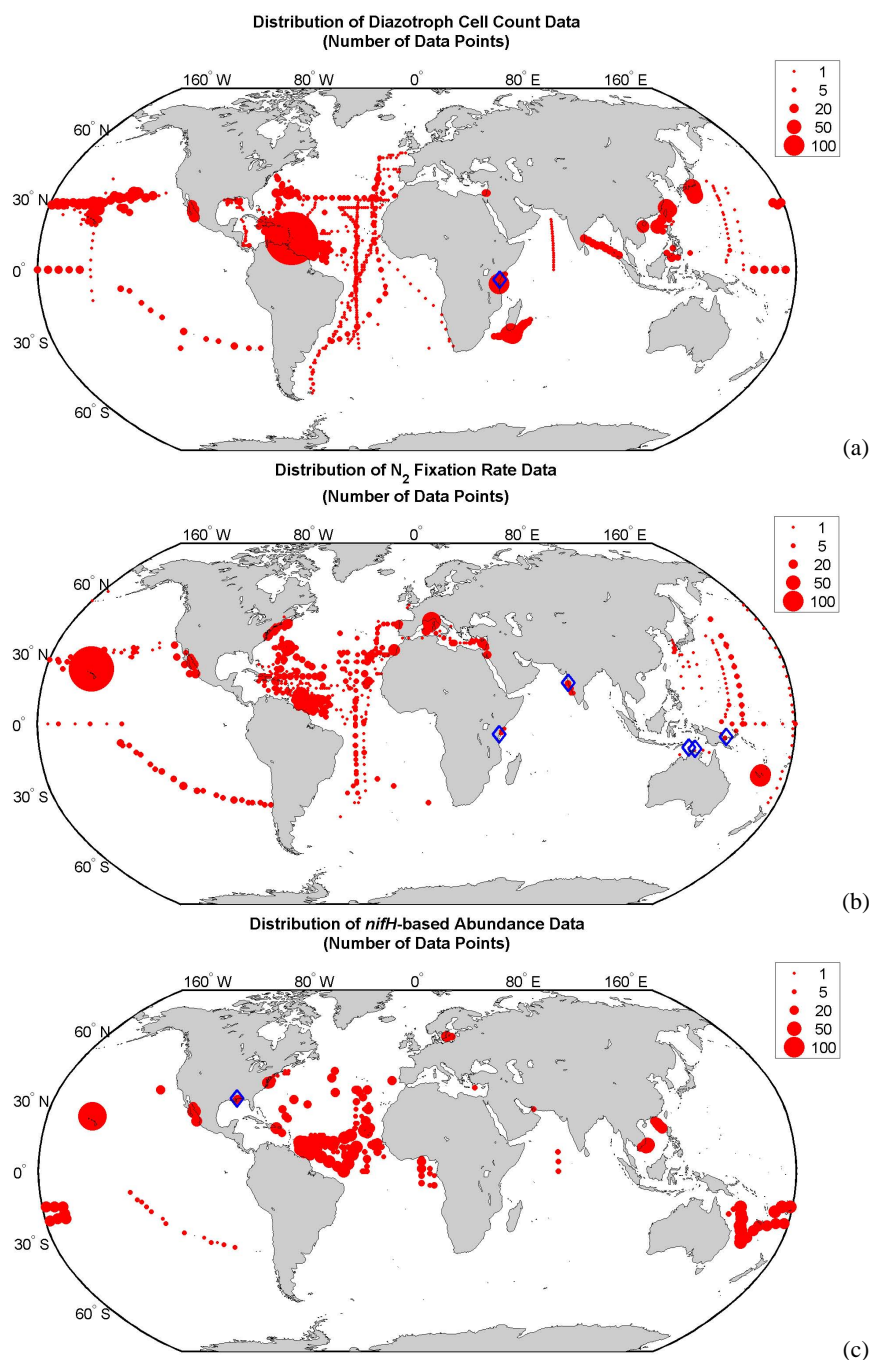 Distribution of Diazotroph Cell Count Data
(Number of Data Points)
160° W 80° W 0° 80° E 160° E
1
5
20
50
100
60° N
30° N
0°
30° S
60° S
(a)
Distribution of N₂ Fixation Rate Data
(Number of Data Points)
160° W 80° W 0° 80° E 160° E
1
5
20
50
100
60° N
30° N
0°
30° S
60° S
(b)
Distribution of nifH-based Abundance Data
(Number of Data Points)
160° W 80° W 0° 80° E 160° E
1
5
20
50
100
60° N
30° N
0°
30° S
60° S
(c)